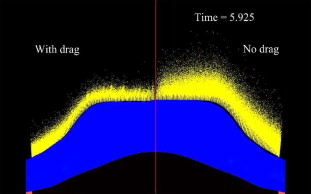 Time = 5.925
With drag
No drag